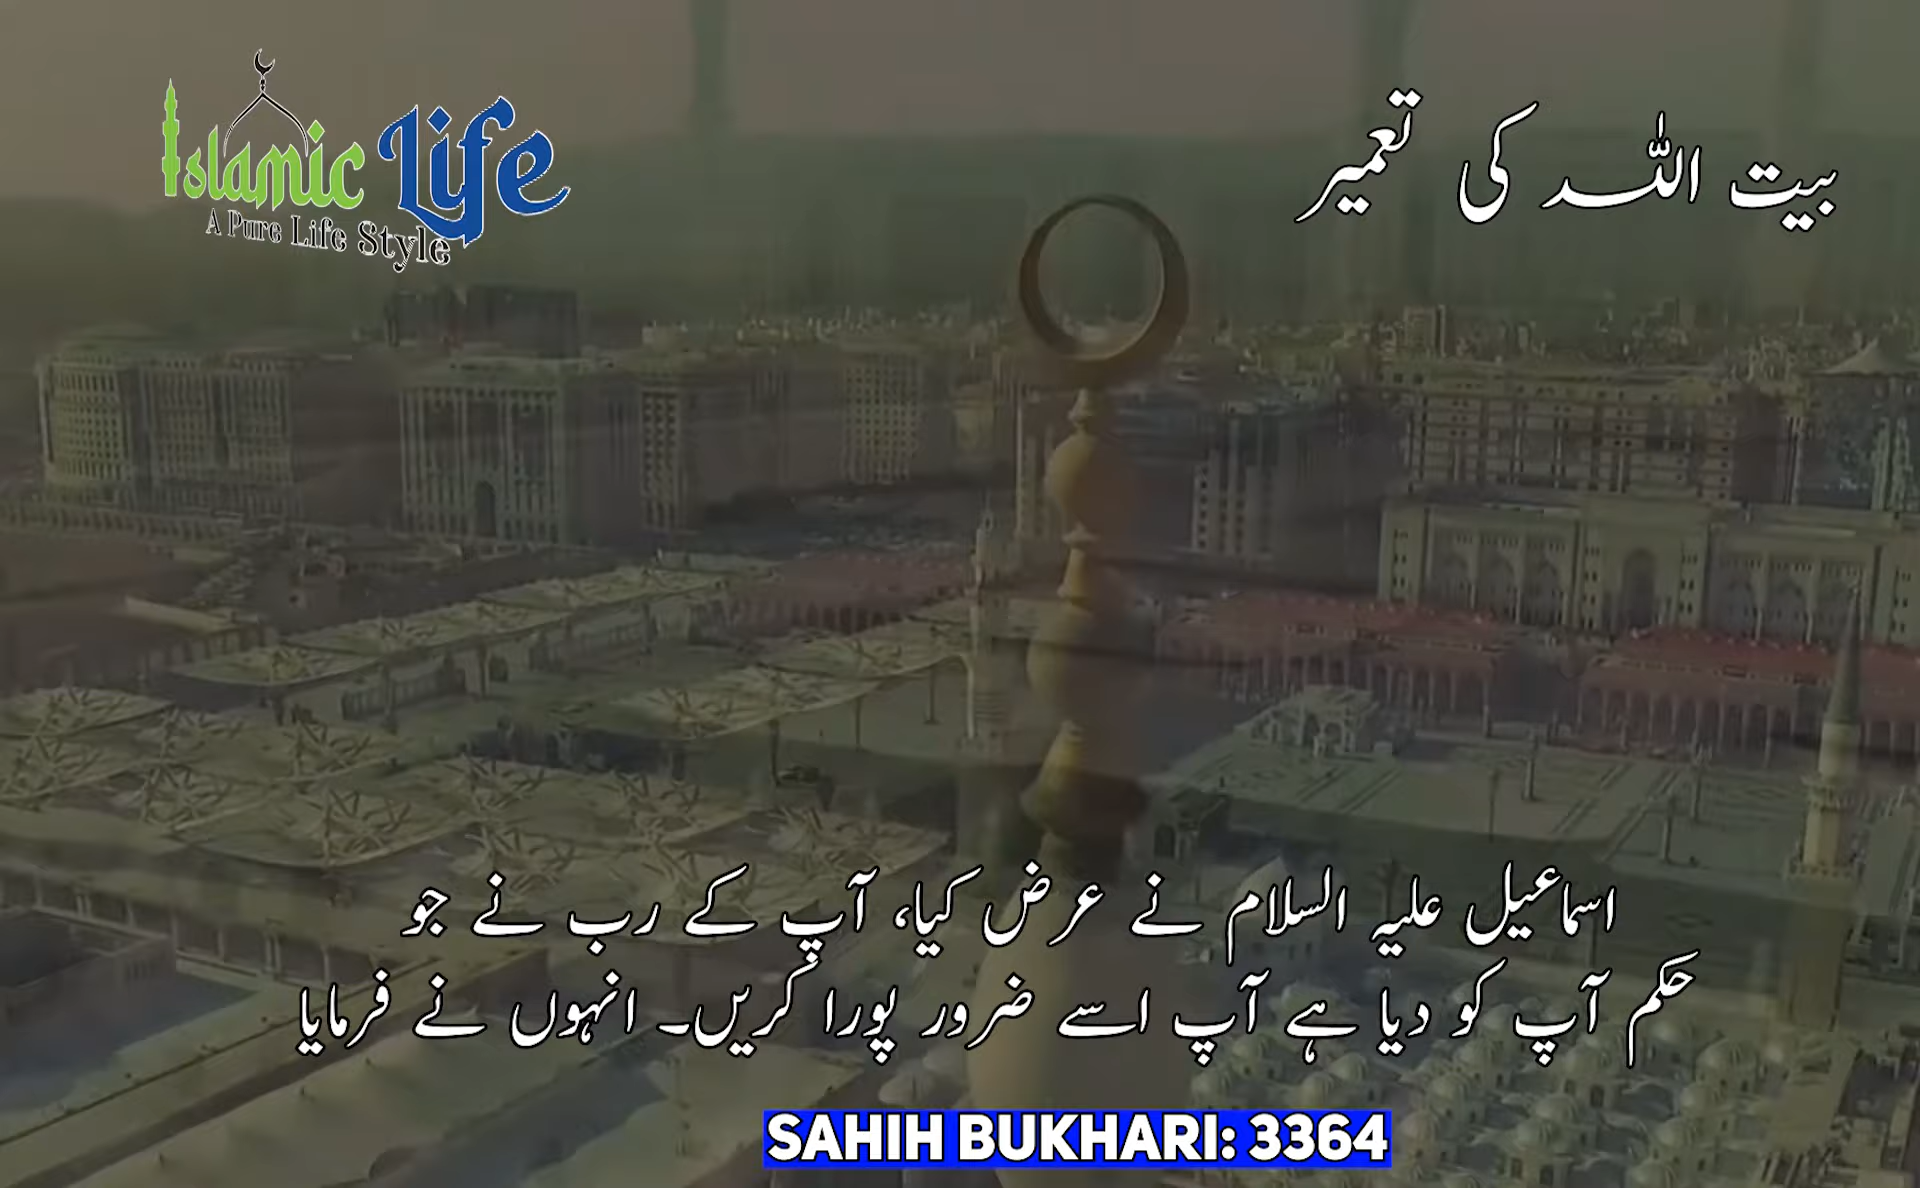 Islamic Life
A Pure Life Style
بیت اللہ کی تعمیر
اسماعیل علیہ السلام نے عرض کیا، آپ کے رب نے جو
حکم آپ کو دیا ہے آپ اسے ضرور پورا کریں۔ انہوں نے فرمایا
SAHIH BUKHARI: 3364